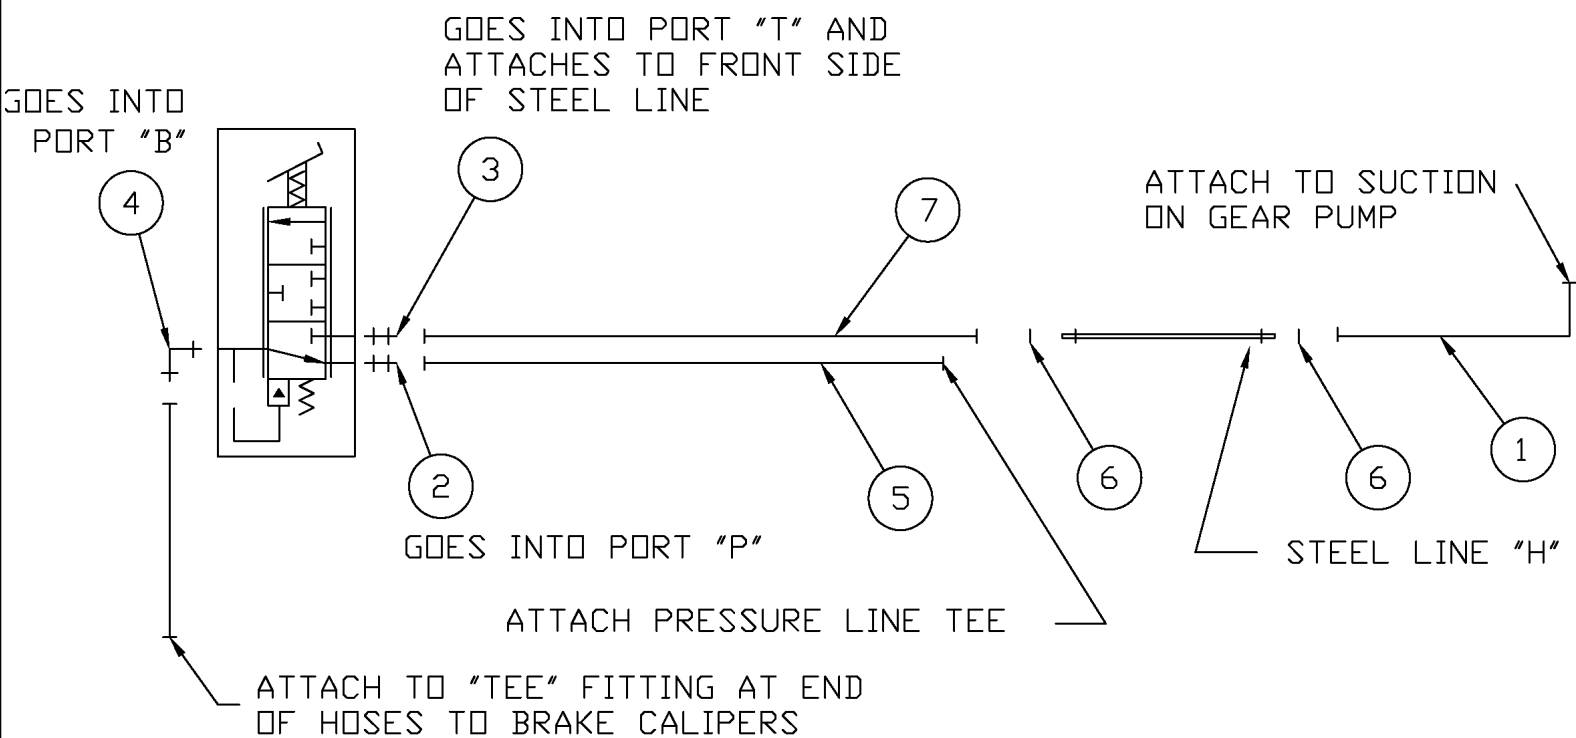 GOES INTO PORT "T" AND
ATTACHES TO FRONT SIDE
OF STEEL LINE
GOES INTO
PORT "B"
3
4
7
ATTACH TO SUCTION
ON GEAR PUMP
2
5
6
6
1
GOES INTO PORT "P"
STEEL LINE "H"
ATTACH PRESSURE LINE TEE
ATTACH TO "TEE" FITTING AT END
OF HOSES TO BRAKE CALIPERS